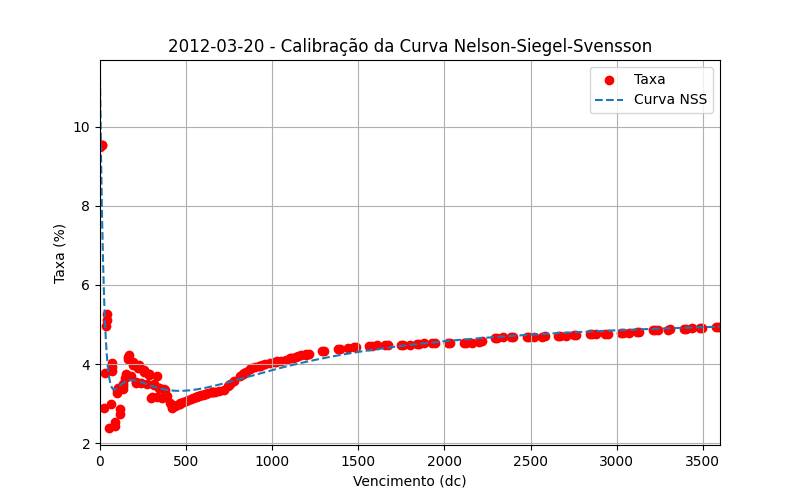 2012-03-20 - Calibração da Curva Nelson-Siegel-Svensson
Taxa
Curva NSS
10
8
6
4
2
Taxa (%)
0 500 1000 1500 2000 2500 3000 3500
Vencimento (dc)